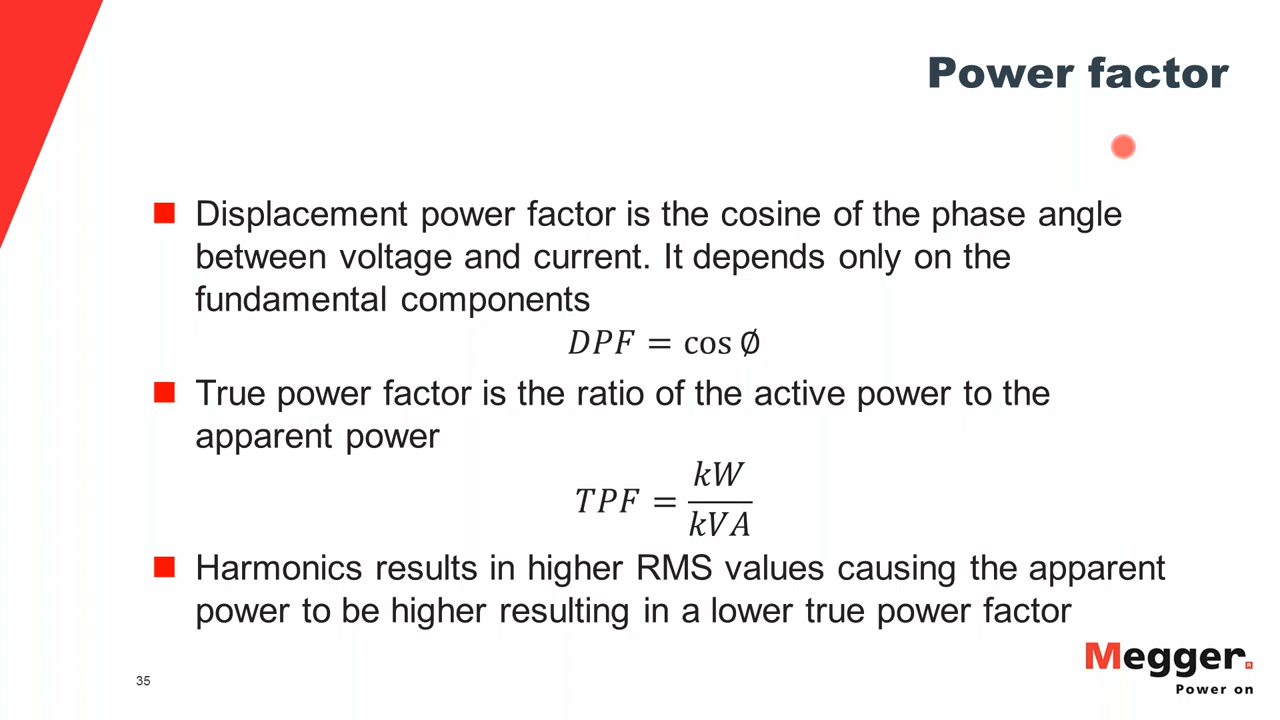 Power factor
Displacement power factor is the cosine of the phase angle
between voltage and current. It depends only on the
fundamental components
DPF = cos ∅
True power factor is the ratio of the active power to the
apparent power
TPF = kW
kVA
Harmonics results in higher RMS values causing the apparent
power to be higher resulting in a lower true power factor
Megger.
Power on
35